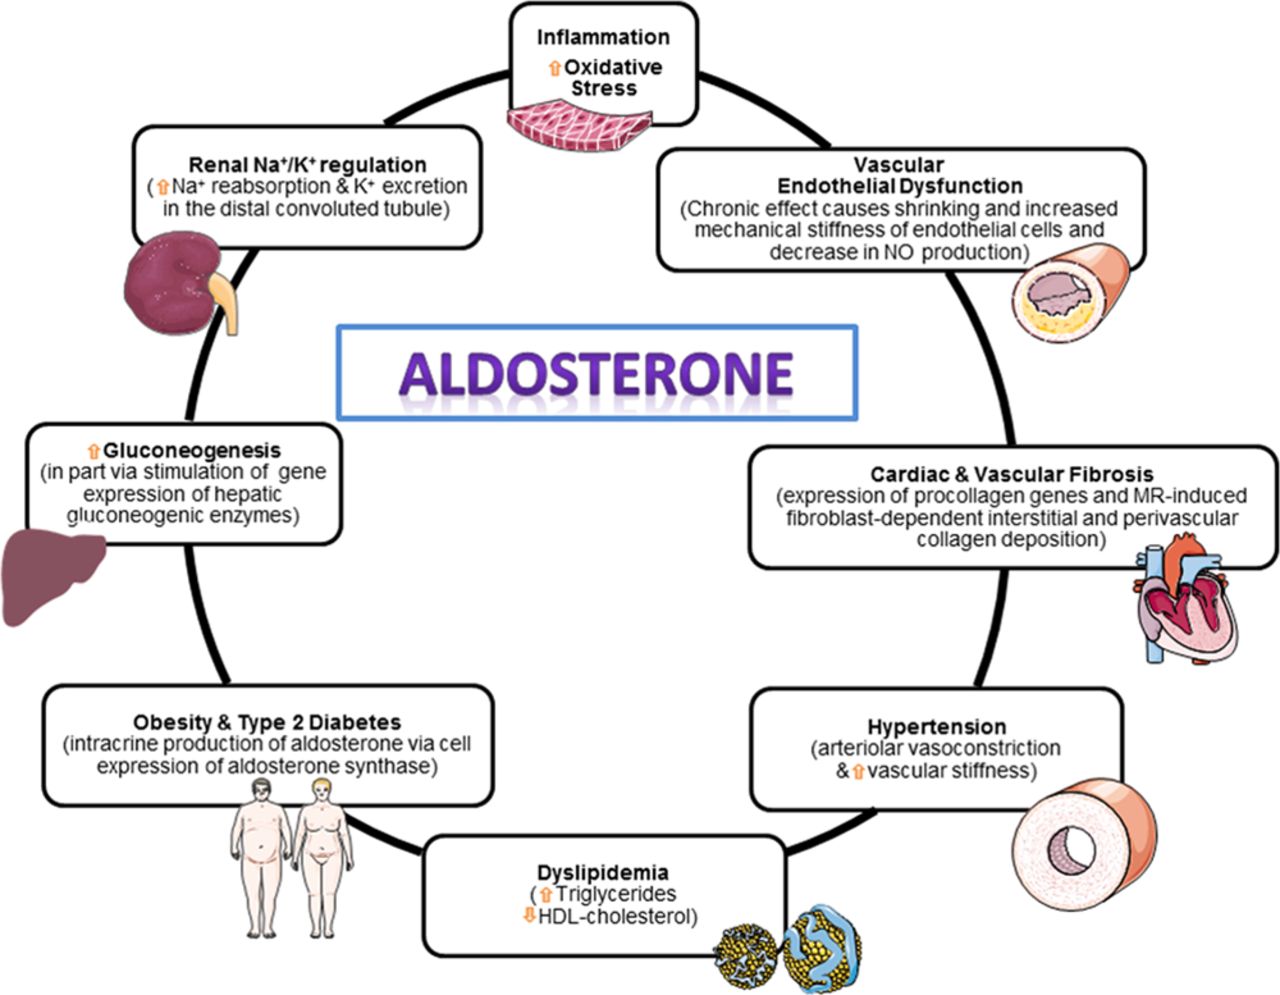 Inflammation
⇧Oxidative
Stress
Renal Na⁺/K⁺ regulation
(⇧Na⁺ reabsorption & K⁺ excretion
in the distal convoluted tubule)
Vascular
Endothelial Dysfunction
(Chronic effect causes shrinking and increased
mechanical stiffness of endothelial cells and
decrease in NO production)
ALDOSTERONE
⇧Gluconeogenesis
(in part via stimulation of gene
expression of hepatic
gluconeogenic enzymes)
Cardiac & Vascular Fibrosis
(expression of procollagen genes and MR-induced
fibroblast-dependent interstitial and perivascular
collagen deposition)
Obesity & Type 2 Diabetes
(intracrine production of aldosterone via cell
expression of aldosterone synthase)
Hypertension
(arteriolar vasoconstriction
&⇧vascular stiffness)
Dyslipidemia
(⇧Triglycerides
⇩HDL-cholesterol)